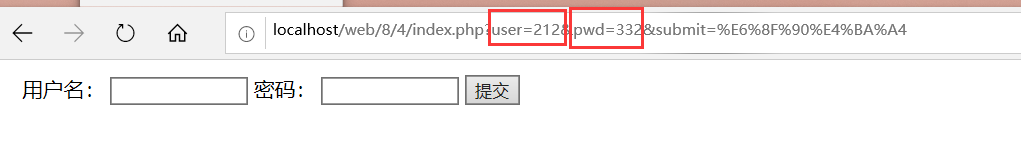 localhost/web/8/4/index.php?user=212&pwd=332&submit=%E6%8F%90%E4%BA%A4
用户名： 密码： 提交